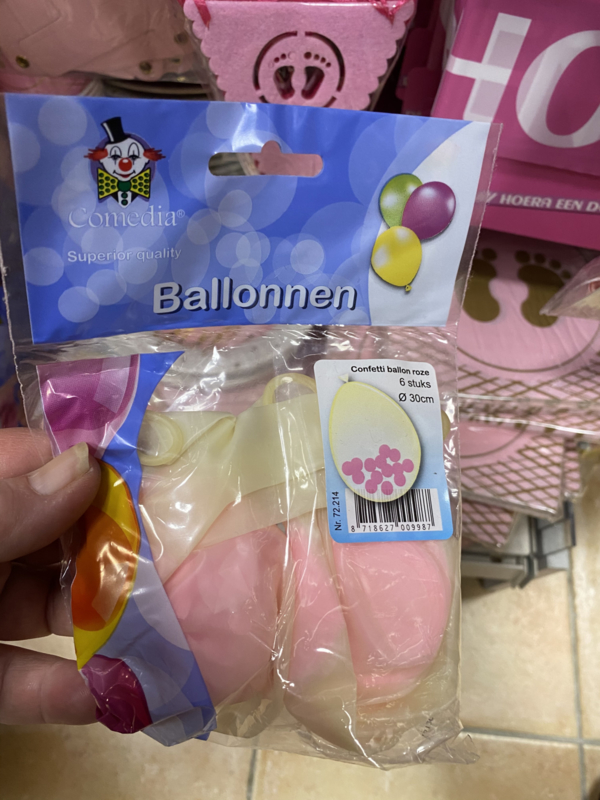 Comedia®
Superior quality
Ballonnen
Confetti ballon roze
6 stuks
Ø 30cm
Nr. 72.214
8 718627 009987
HOERA EEN